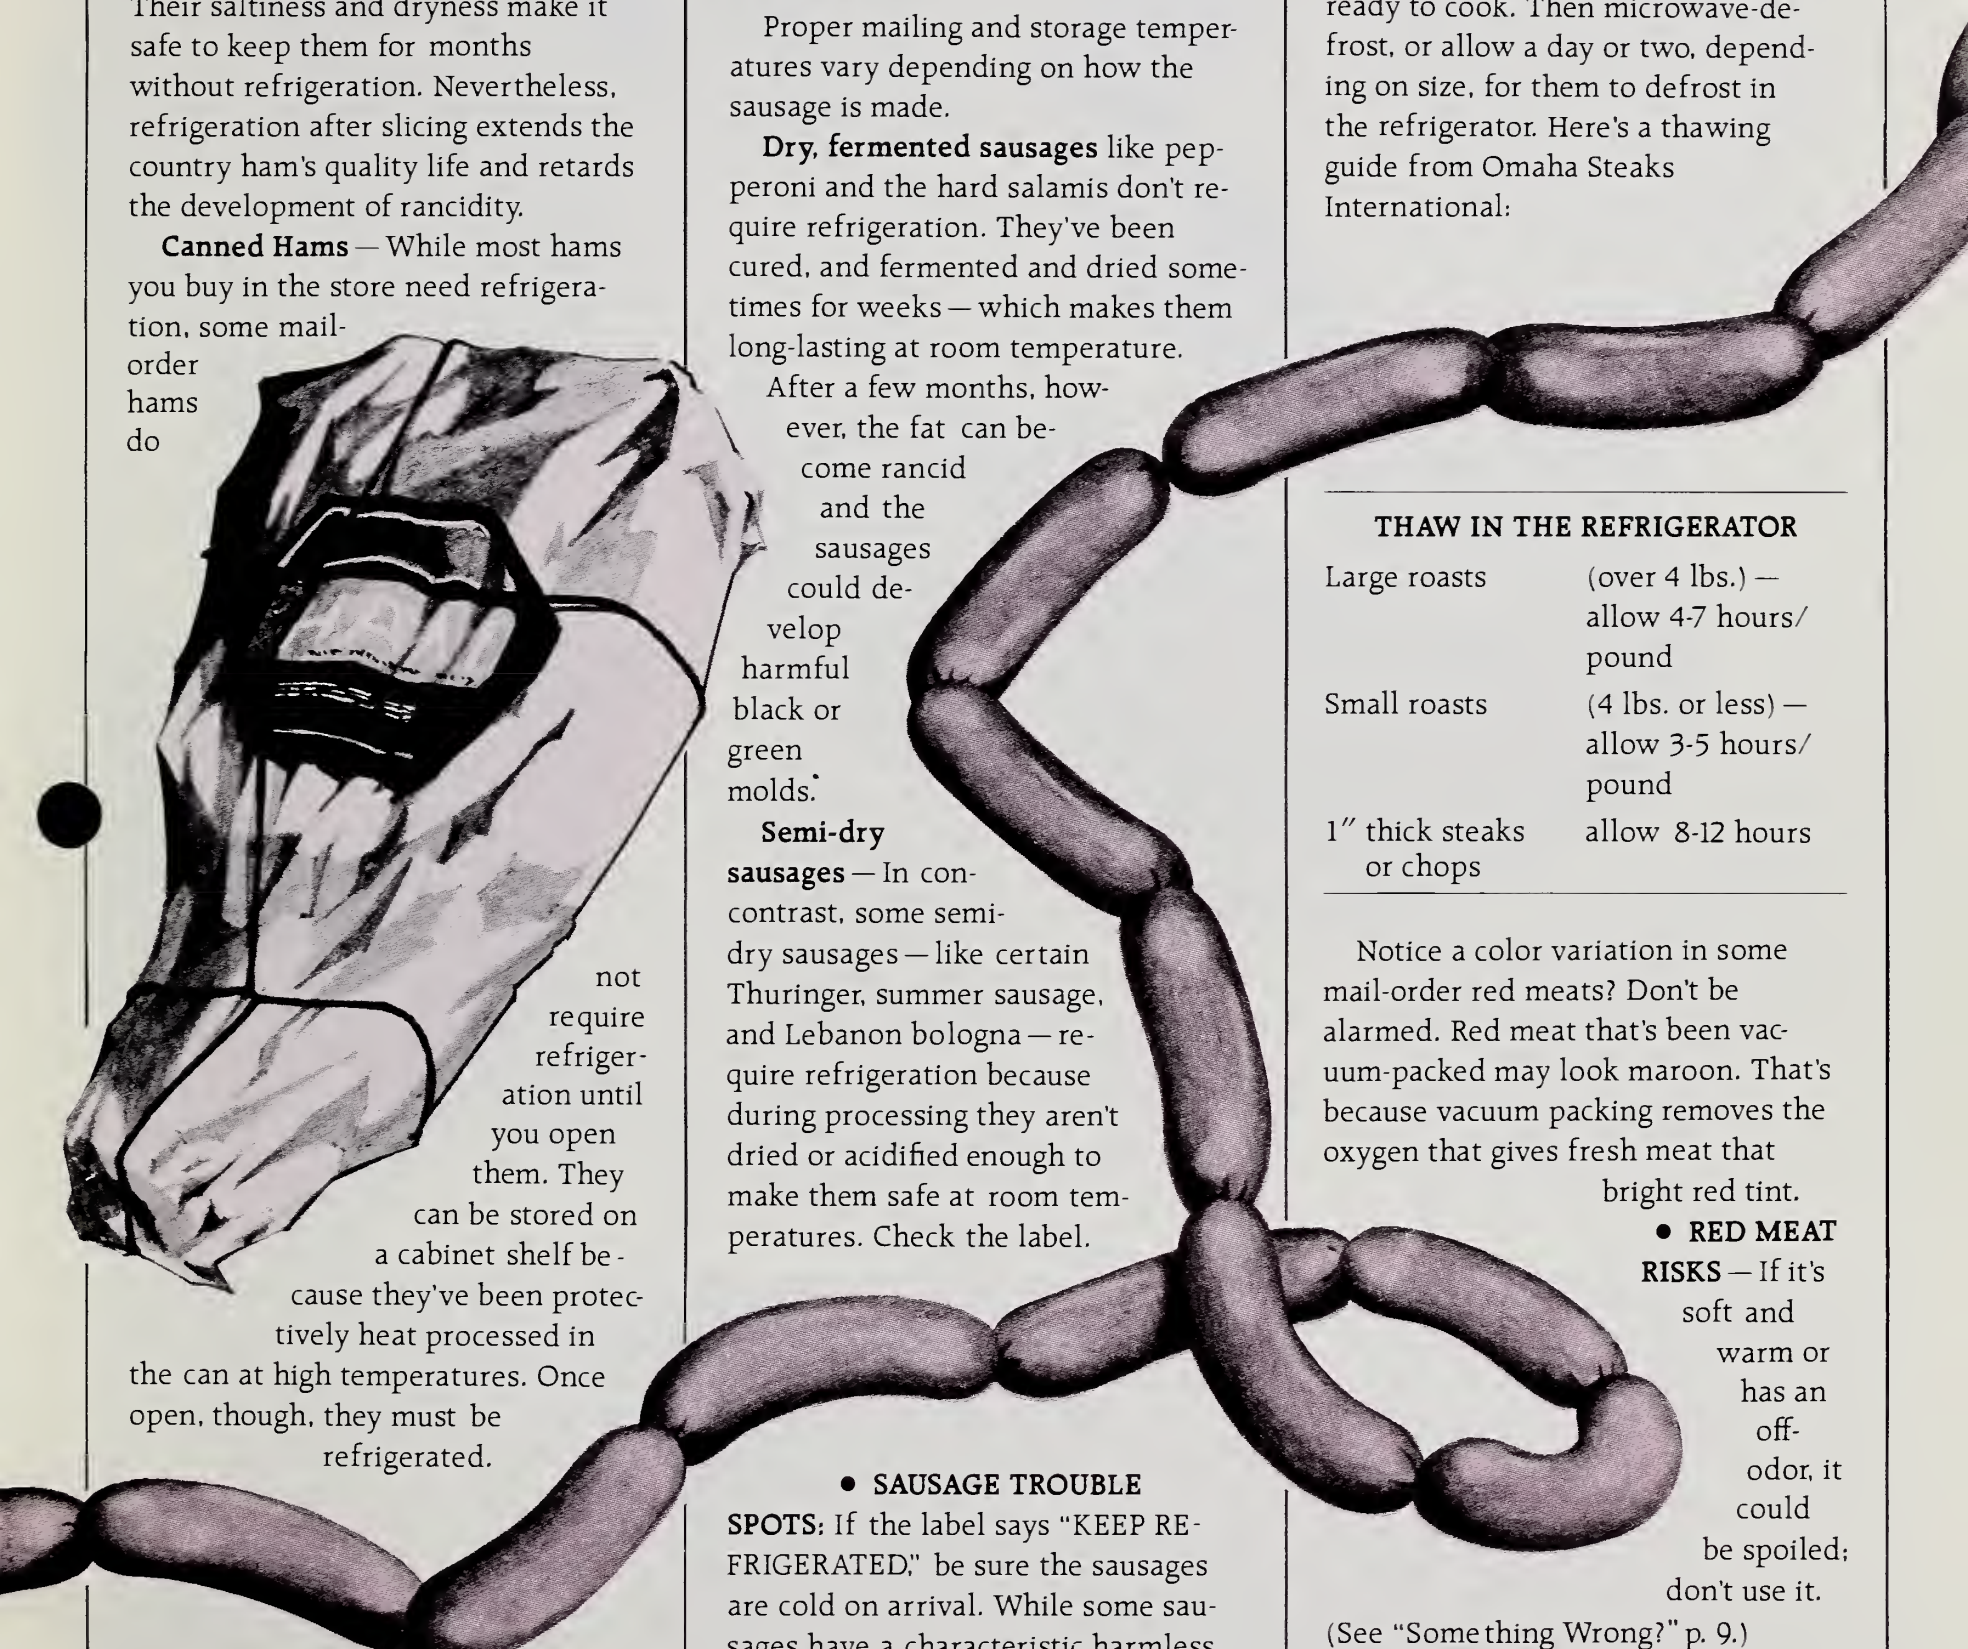 Their saltiness and dryness make it
safe to keep them for months
without refrigeration. Nevertheless,
refrigeration after slicing extends the
country ham's quality life and retards
the development of rancidity.
Canned Hams — While most hams
you buy in the store need refrigera-
tion, some mail-
order
hams
do
not
require
refriger-
ation until
you open
them. They
can be stored on
a cabinet shelf be-
cause they've been protec-
tively heat processed in
the can at high temperatures. Once
open, though, they must be
refrigerated.
Proper mailing and storage temper-
atures vary depending on how the
sausage is made.
Dry, fermented sausages like pep-
peroni and the hard salamis don't re-
quire refrigeration. They've been
cured, and fermented and dried some-
times for weeks — which makes them
long-lasting at room temperature.
After a few months, how-
ever, the fat can be-
come rancid
and the
sausages
could de-
velop
harmful
black or
green
molds.
Semi-dry
sausages — In con-
contrast, some semi-
dry sausages — like certain
Thuringer, summer sausage,
and Lebanon bologna — re-
quire refrigeration because
during processing they aren't
dried or acidified enough to
make them safe at room tem-
peratures. Check the label.
● SAUSAGE TROUBLE
SPOTS: If the label says "KEEP RE-
FRIGERATED," be sure the sausages
are cold on arrival. While some sau-
sages have a characteristic harmless
ready to cook. Then microwave-de-
frost, or allow a day or two, depend-
ing on size, for them to defrost in
the refrigerator. Here's a thawing
guide from Omaha Steaks
International:
THAW IN THE REFRIGERATOR
Large roasts (over 4 lbs.) —
allow 4-7 hours/
pound
Small roasts (4 lbs. or less) —
allow 3-5 hours/
pound
1" thick steaks allow 8-12 hours
or chops
Notice a color variation in some
mail-order red meats? Don't be
alarmed. Red meat that's been vac-
uum-packed may look maroon. That's
because vacuum packing removes the
oxygen that gives fresh meat that
bright red tint.
● RED MEAT
RISKS — If it's
soft and
warm or
has an
off-
odor, it
could
be spoiled;
don't use it.
(See "Something Wrong?" p. 9.)